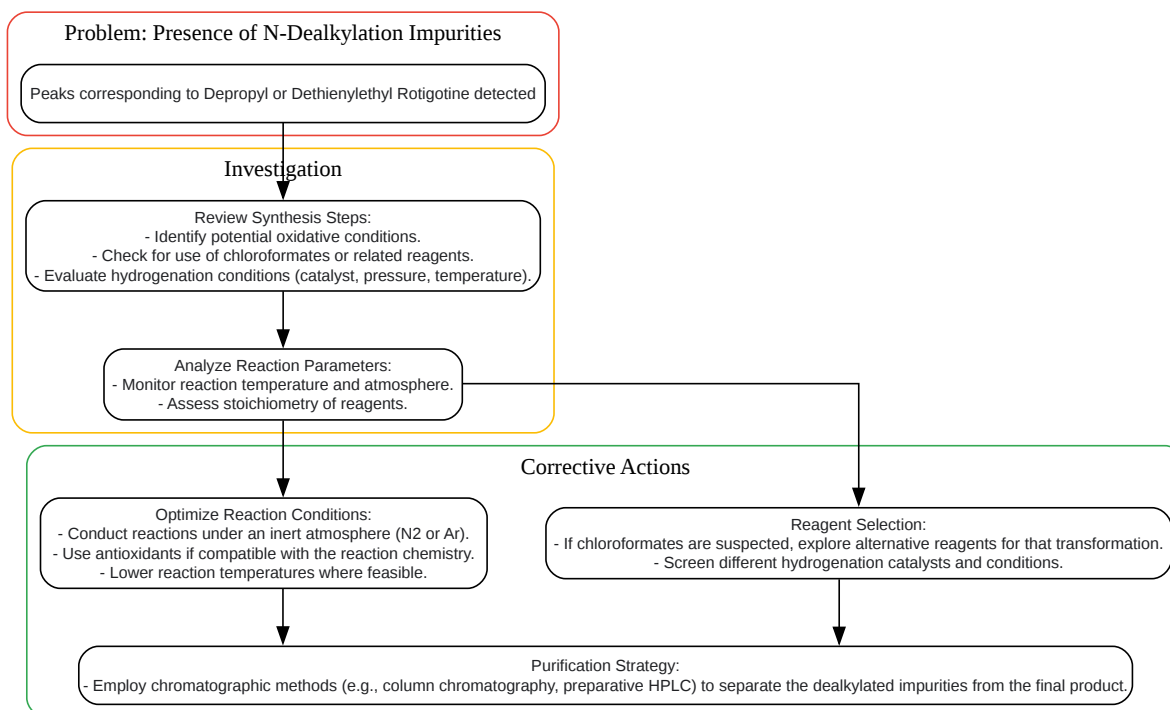 Problem: Presence of N-Dealkylation Impurities
Peaks corresponding to Depropyl or Dethienylethyl Rotigotine detected
Investigation
Review Synthesis Steps:
- Identify potential oxidative conditions.
- Check for use of chloroformates or related reagents.
- Evaluate hydrogenation conditions (catalyst, pressure, temperature).
Analyze Reaction Parameters:
- Monitor reaction temperature and atmosphere.
- Assess stoichiometry of reagents.
Corrective Actions
Optimize Reaction Conditions:
- Conduct reactions under an inert atmosphere (N2 or Ar).
- Use antioxidants if compatible with the reaction chemistry.
- Lower reaction temperatures where feasible.
Reagent Selection:
- If chloroformates are suspected, explore alternative reagents for that transformation.
- Screen different hydrogenation catalysts and conditions.
Purification Strategy:
- Employ chromatographic methods (e.g., column chromatography, preparative HPLC) to separate the dealkylated impurities from the final product.